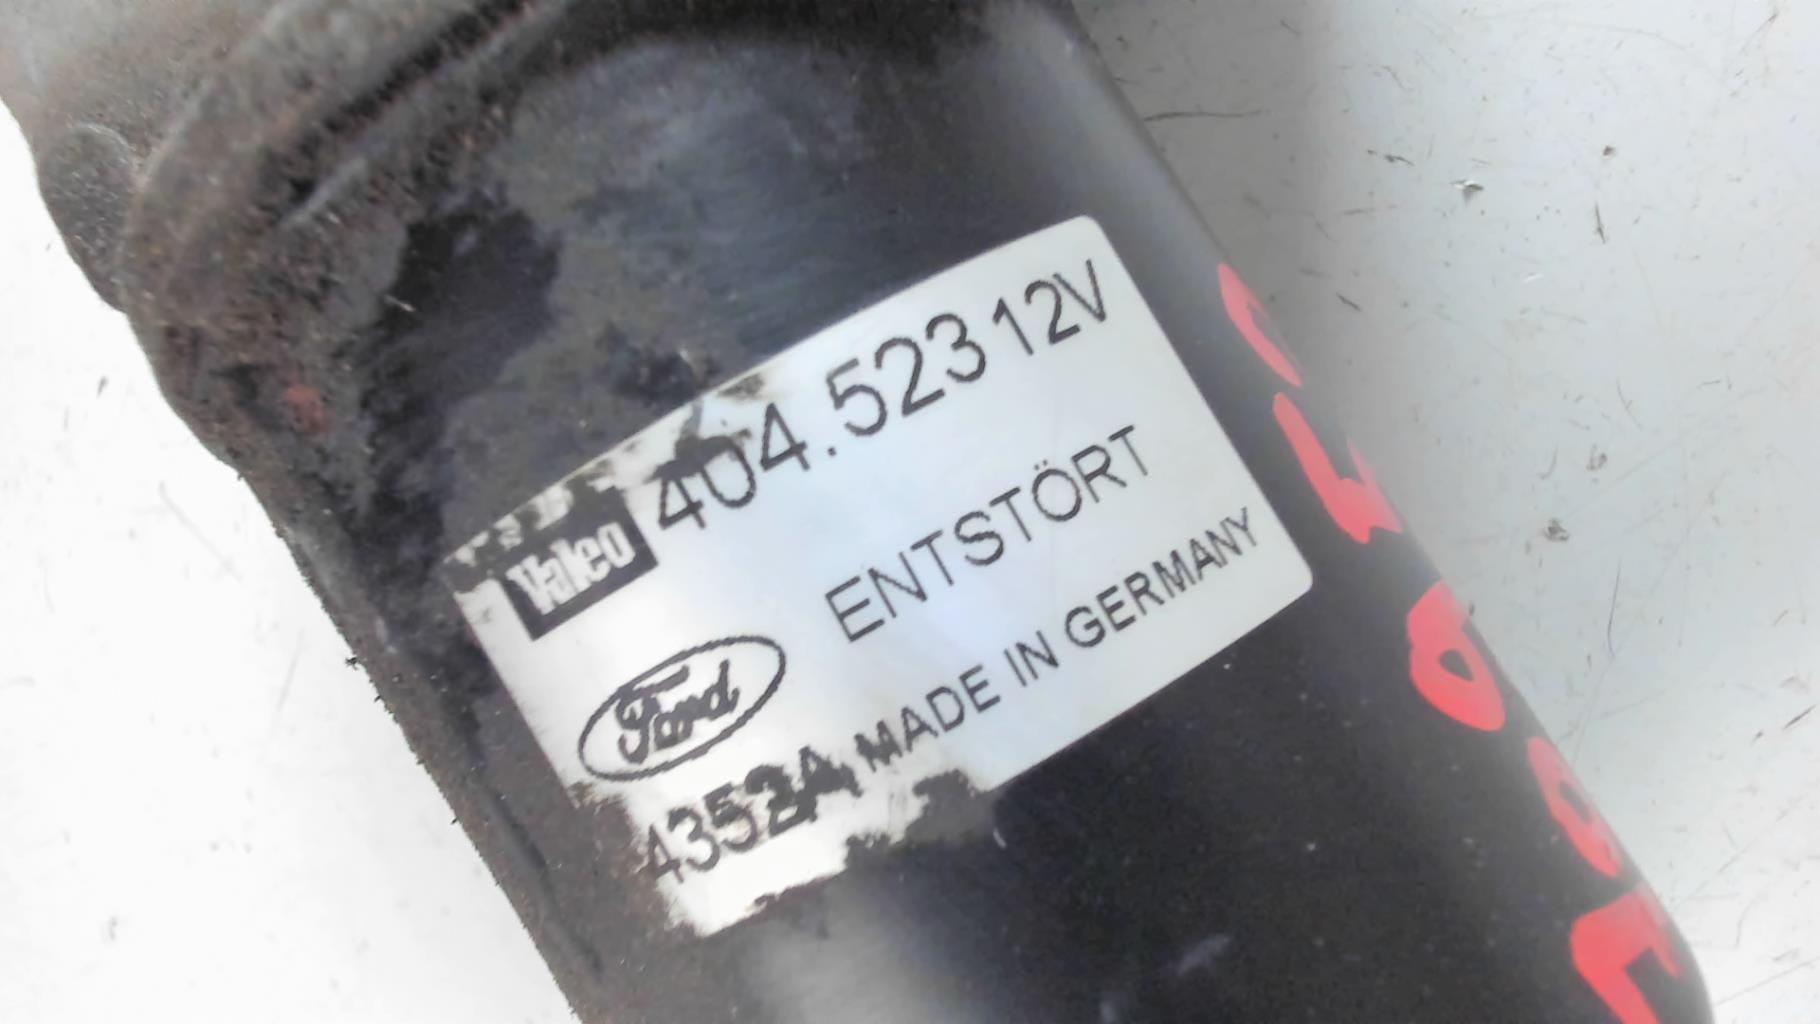 Valeo 404.523 12V
ENTSTÖRT
Ford
4352A MADE IN GERMANY